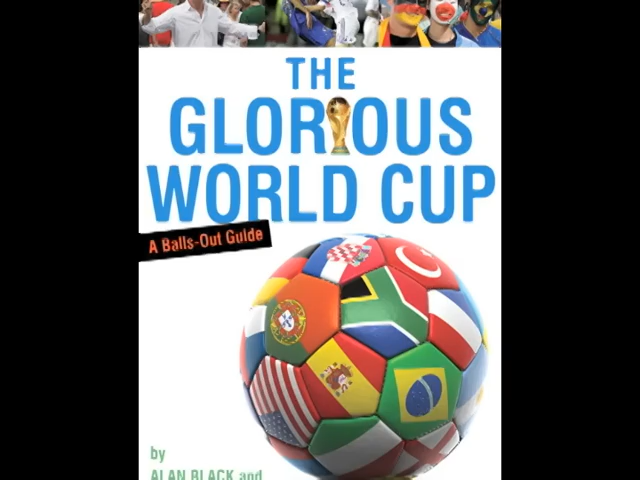 THE
GLORIOUS
WORLD CUP
A Balls-Out Guide
by
ALAN BLACK and